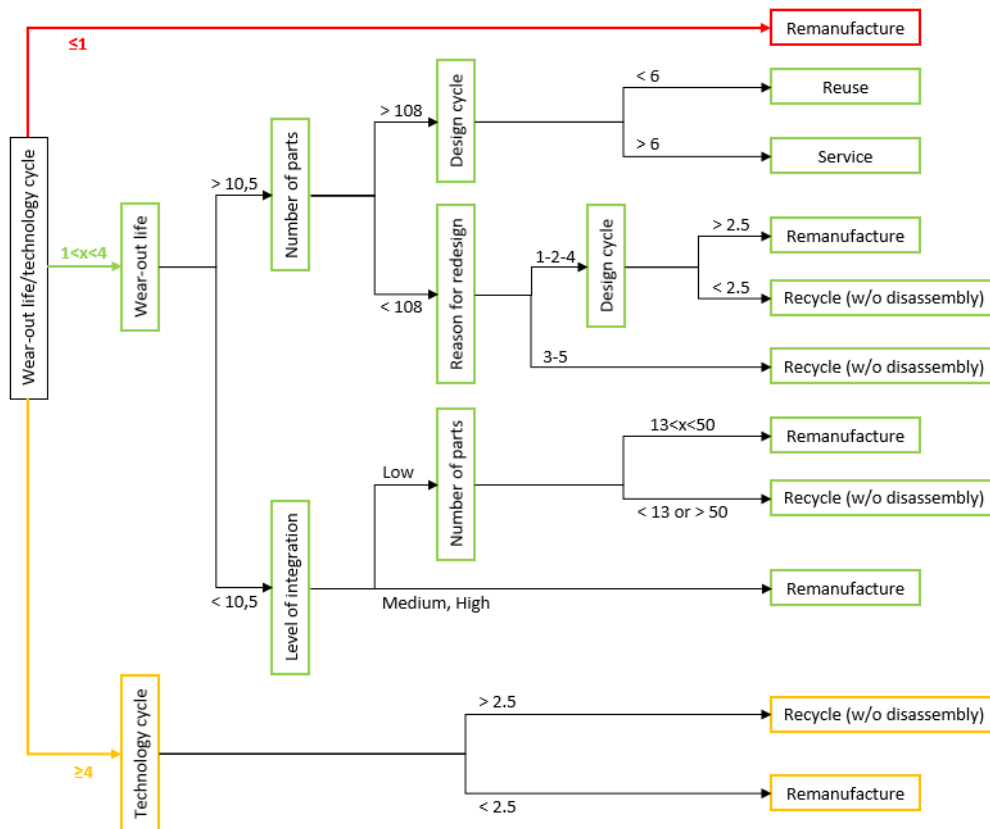 ≤1
Remanufacture
Wear-out life/technology cycle
1<x<4
Wear-out life
> 10,5
Number of parts
> 108
Design cycle
< 6
Reuse
> 6
Service
< 108
Reason for redesign
1-2-4
Design cycle
> 2.5
Remanufacture
< 2.5
Recycle (w/o disassembly)
3-5
Recycle (w/o disassembly)
< 10,5
Level of integration
Low
Number of parts
13<x<50
Remanufacture
< 13 or > 50
Recycle (w/o disassembly)
Medium, High
Remanufacture
≥4
Technology cycle
> 2.5
Recycle (w/o disassembly)
< 2.5
Remanufacture